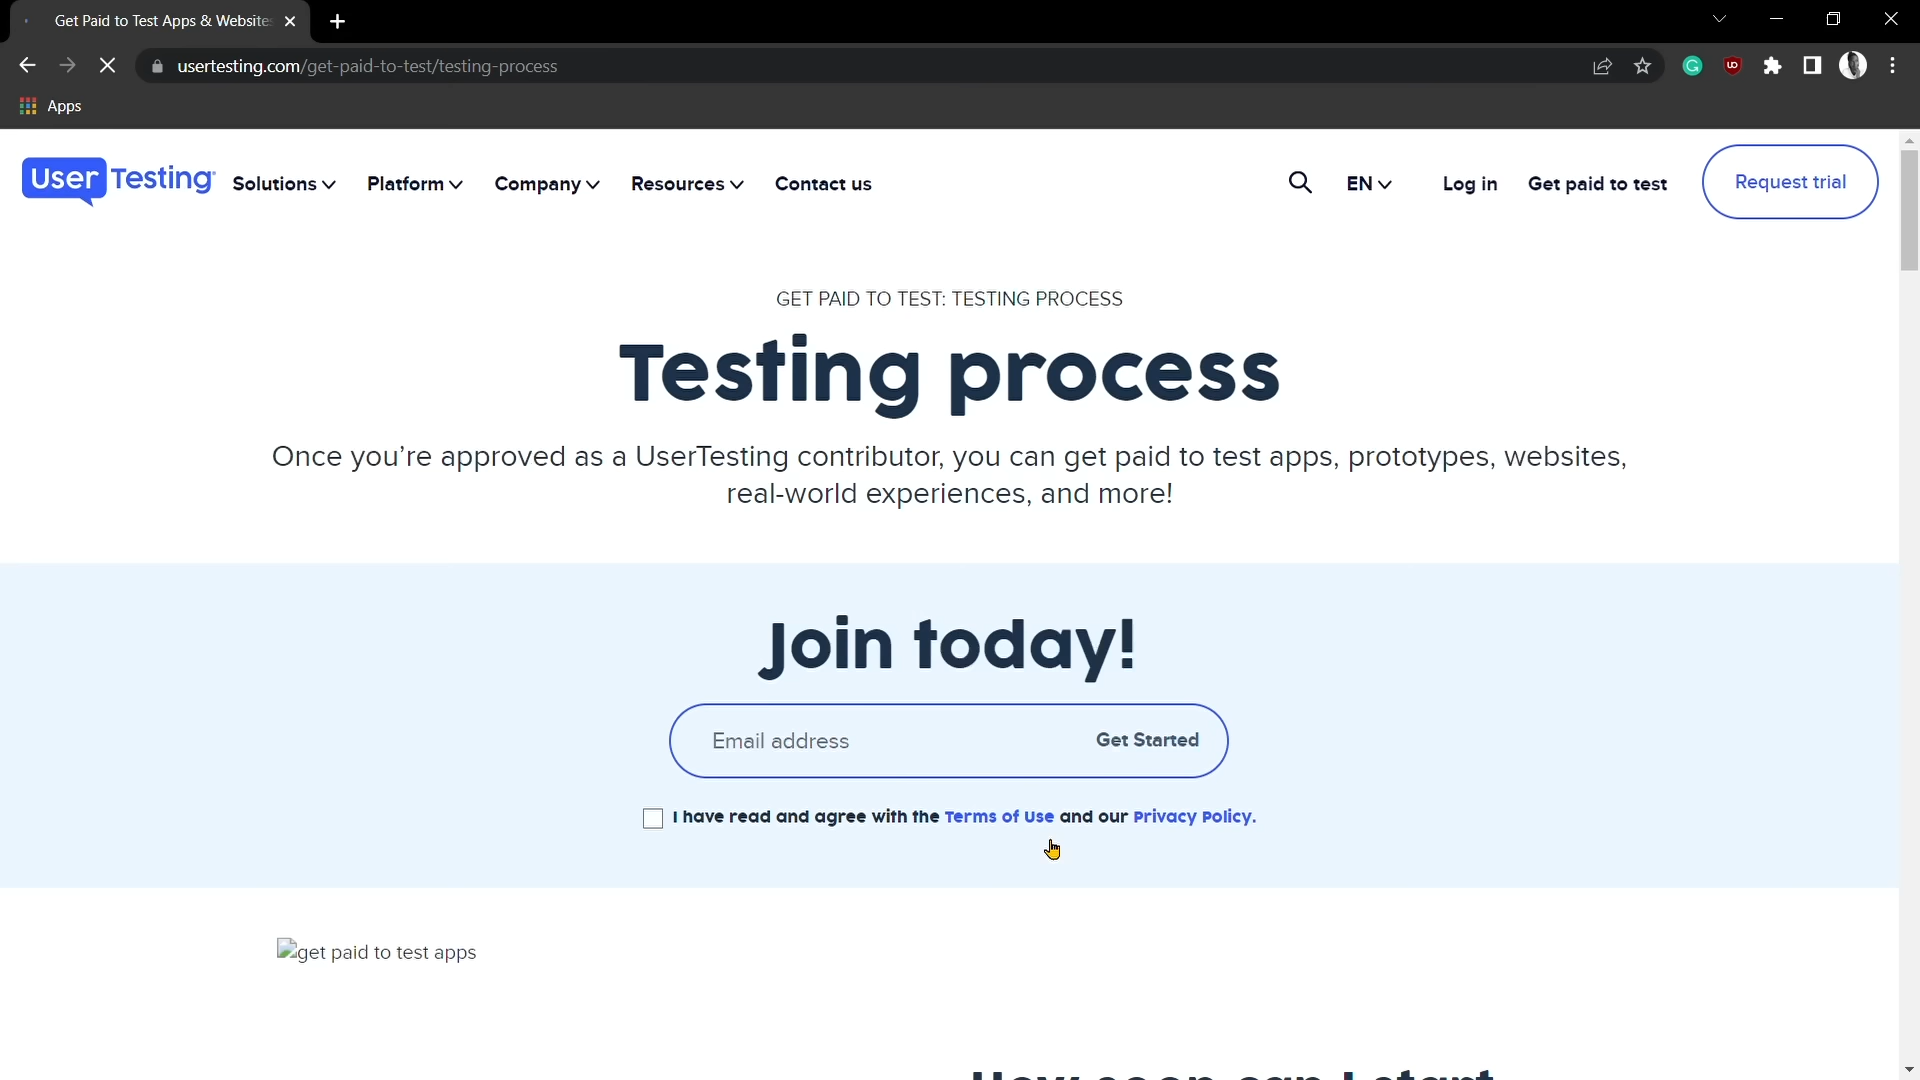 Get Paid to Test Apps & Website
usertesting.com/get-paid-to-test/testing-process
Apps
User Testing
Solutions
Platform
Company
Resources
Contact us
EN
Log in
Get paid to test
Request trial
GET PAID TO TEST: TESTING PROCESS
Testing process
Once you’re approved as a UserTesting contributor, you can get paid to test apps, prototypes, websites,
real-world experiences, and more!
Join today!
Email address
Get Started
I have read and agree with the Terms of Use and our Privacy Policy.
get paid to test apps
How soon can I start